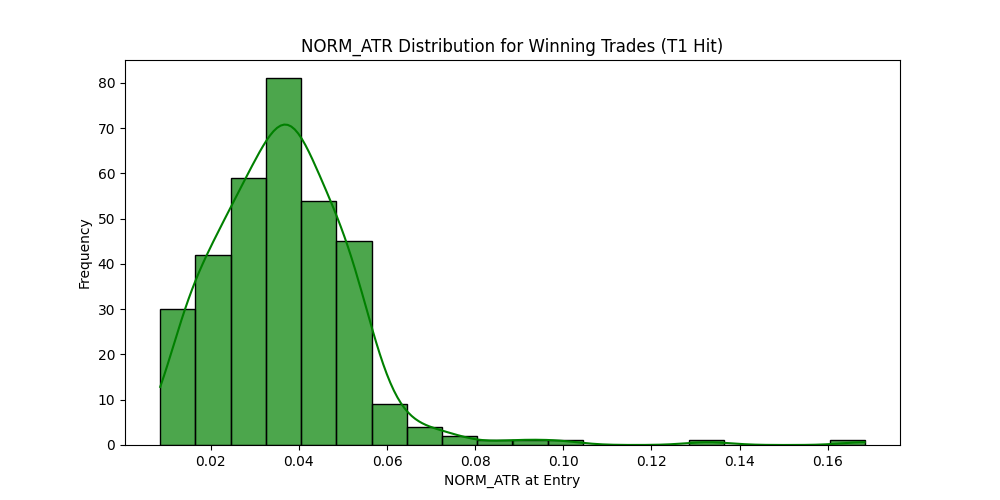 NORM_ATR Distribution for Winning Trades (T1 Hit)
Frequency
80
70
60
50
40
30
20
10
0
0.02 0.04 0.06 0.08 0.10 0.12 0.14 0.16
NORM_ATR at Entry